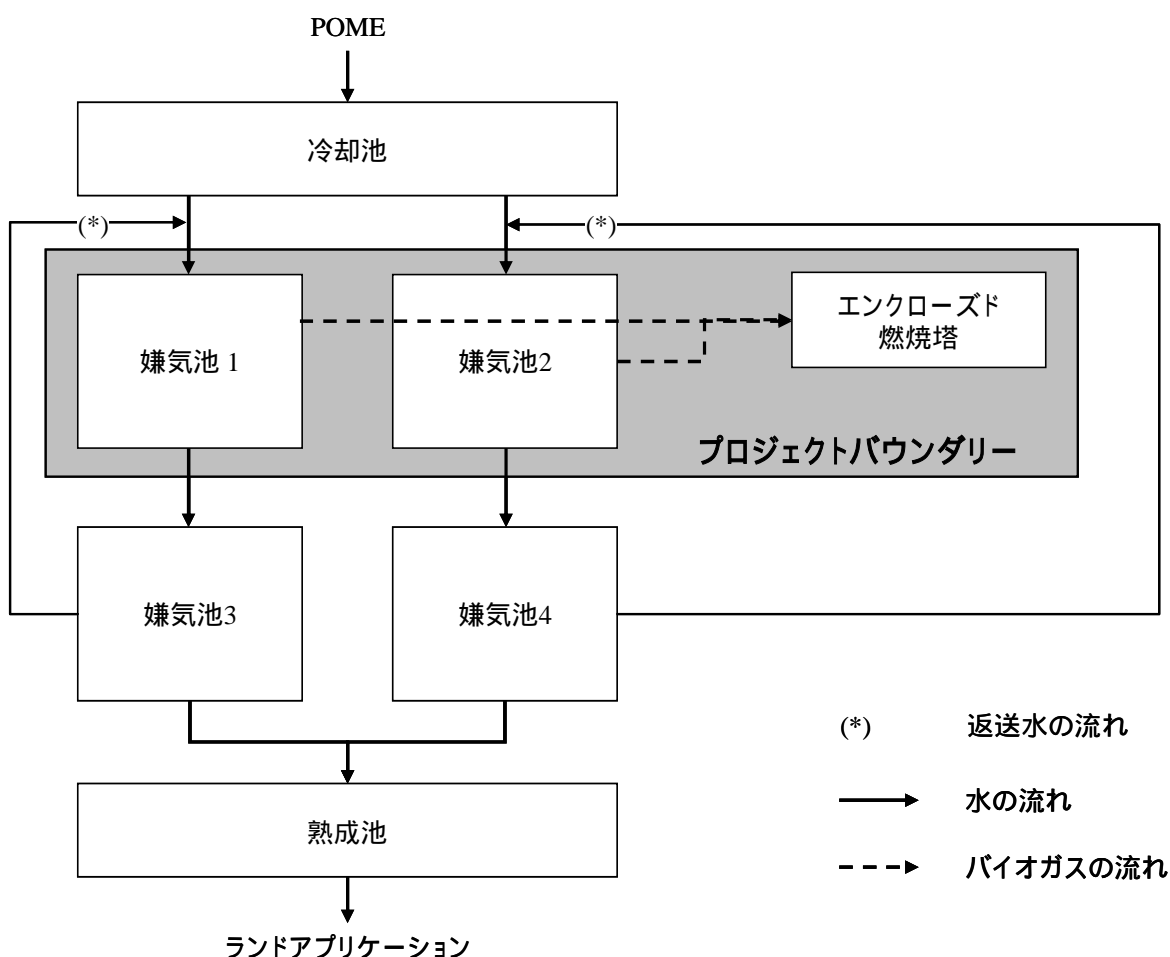 POME
冷却池
(*)
(*)
嫌気池 1
嫌気池2
エンクローズド
燃焼塔
プロジェクトバウンダリー
嫌気池3
嫌気池4
(*) 返送水の流れ
水の流れ
熟成池
バイオガスの流れ
ランドアプリケーション